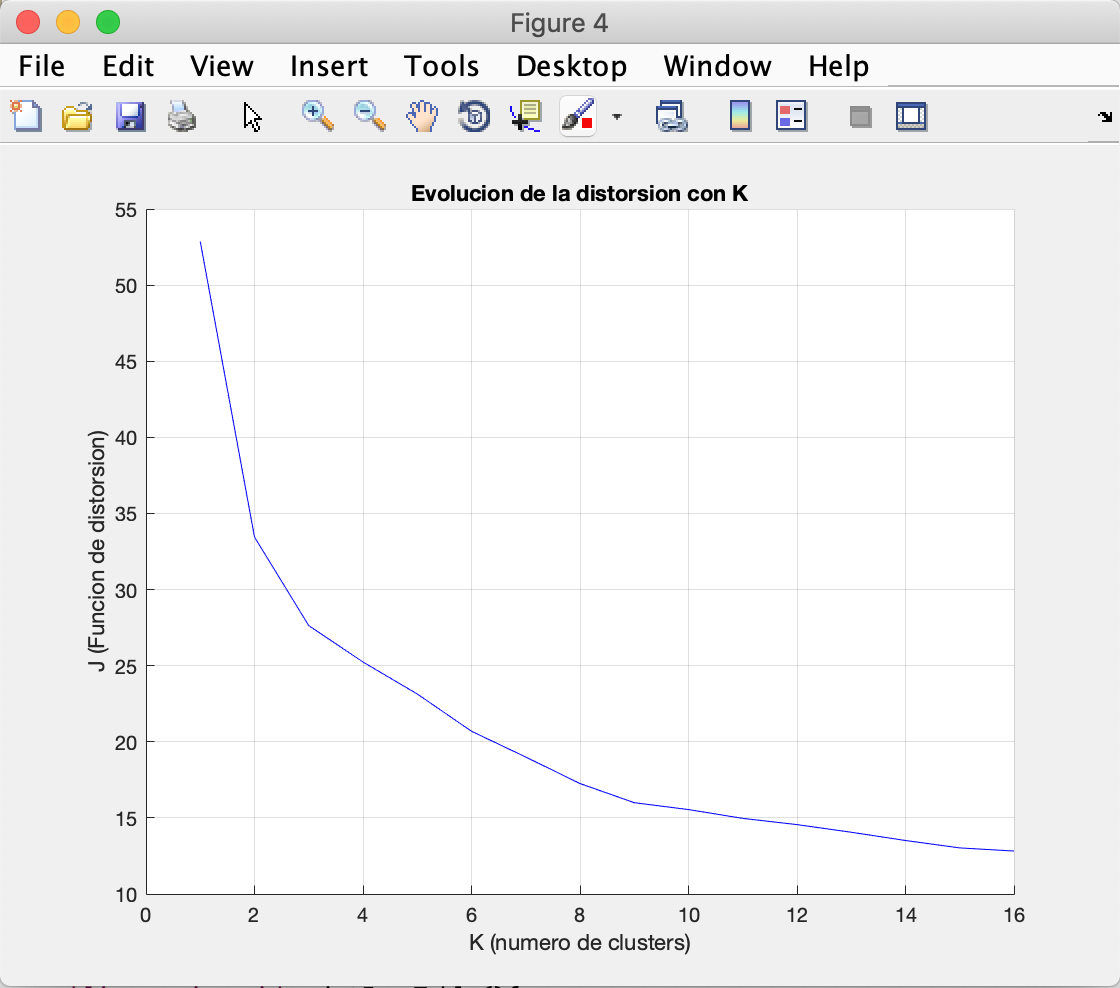 Figure 4
File Edit View Insert Tools Desktop Window Help
Evolucion de la distorsion con K
55
50
45
40
35
30
25
20
15
10
J (Funcion de distorsion)
0 2 4 6 8 10 12 14 16
K (numero de clusters)